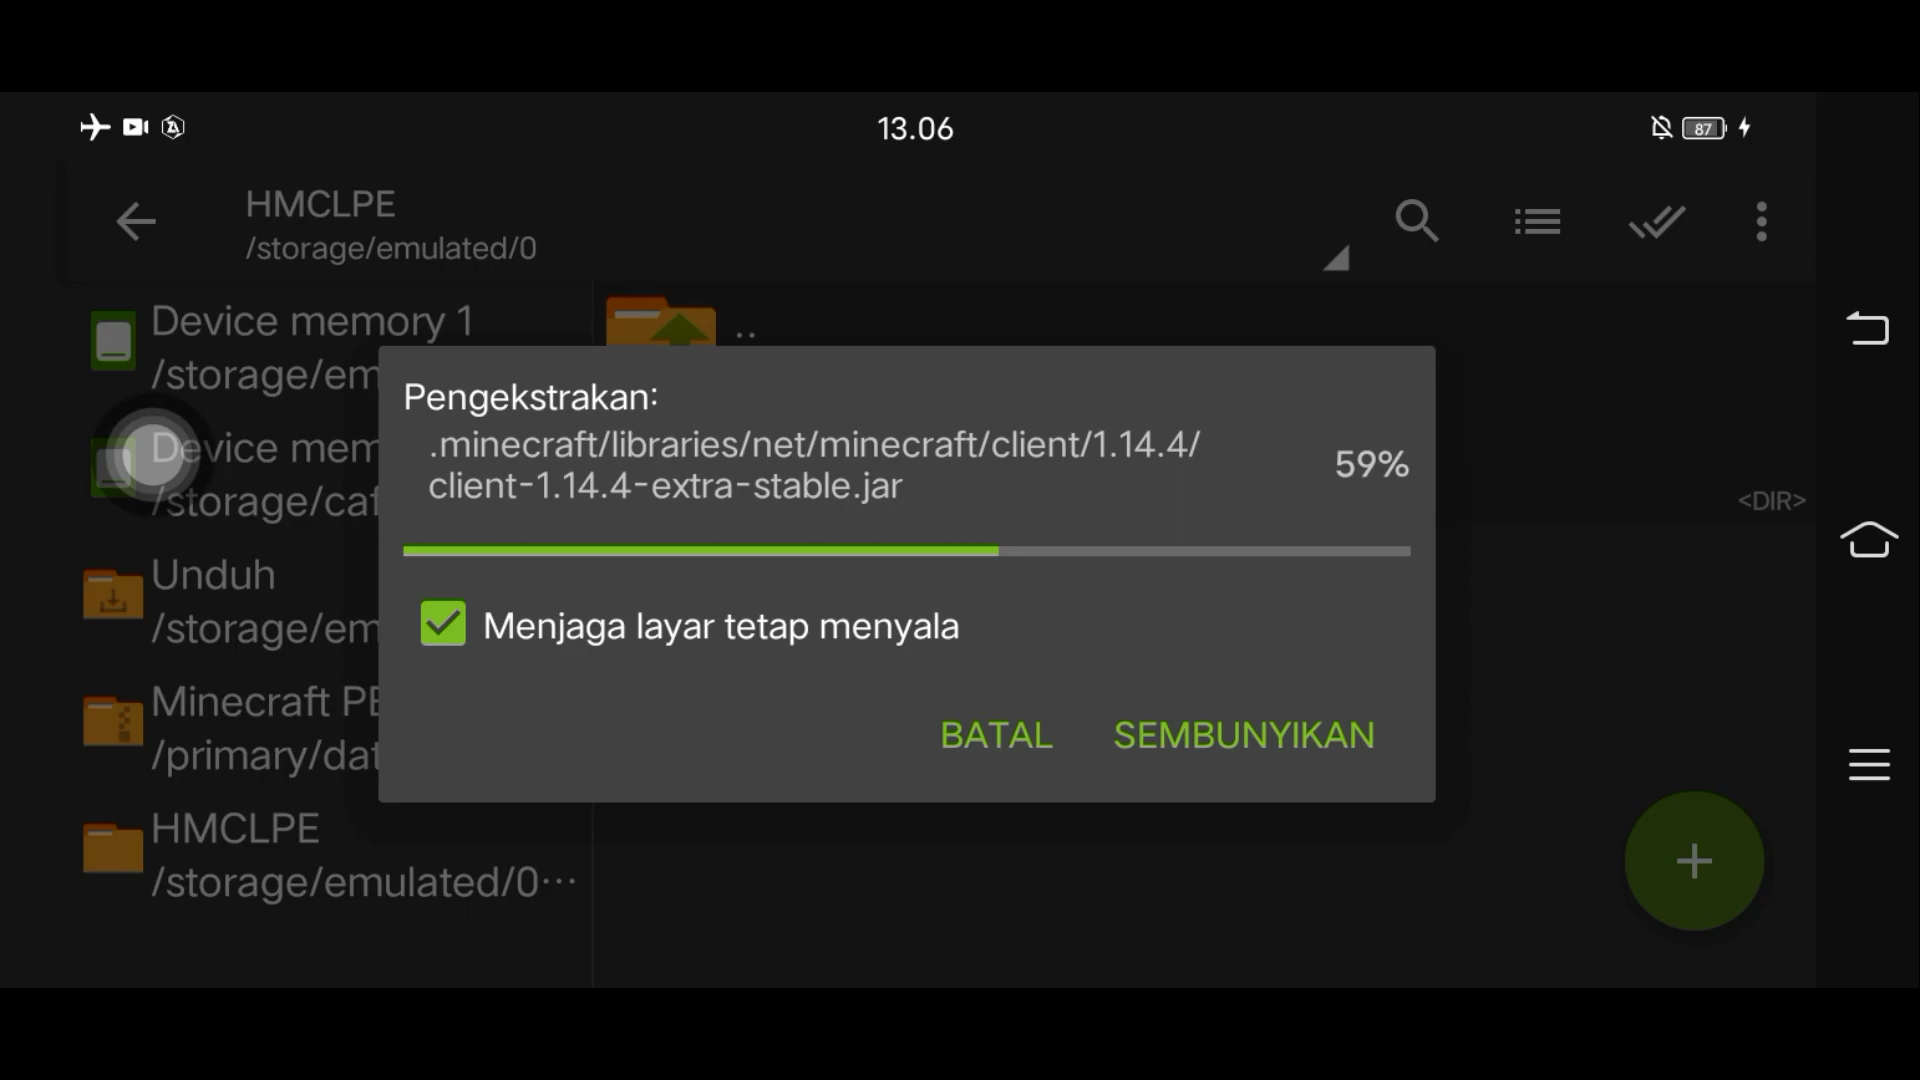 13.06
87
HMCLPE
/storage/emulated/0
Device memory 1
/storage/em
Device mem
/storage/caf
Unduh
/storage/em
Minecraft PE
/primary/dat
HMCLPE
/storage/emulated/0...
..
<DIR>
Pengekstrakan:
.minecraft/libraries/net/minecraft/client/1.14.4/
client-1.14.4-extra-stable.jar
59%
Menjaga layar tetap menyala
BATAL SEMBUNYIKAN